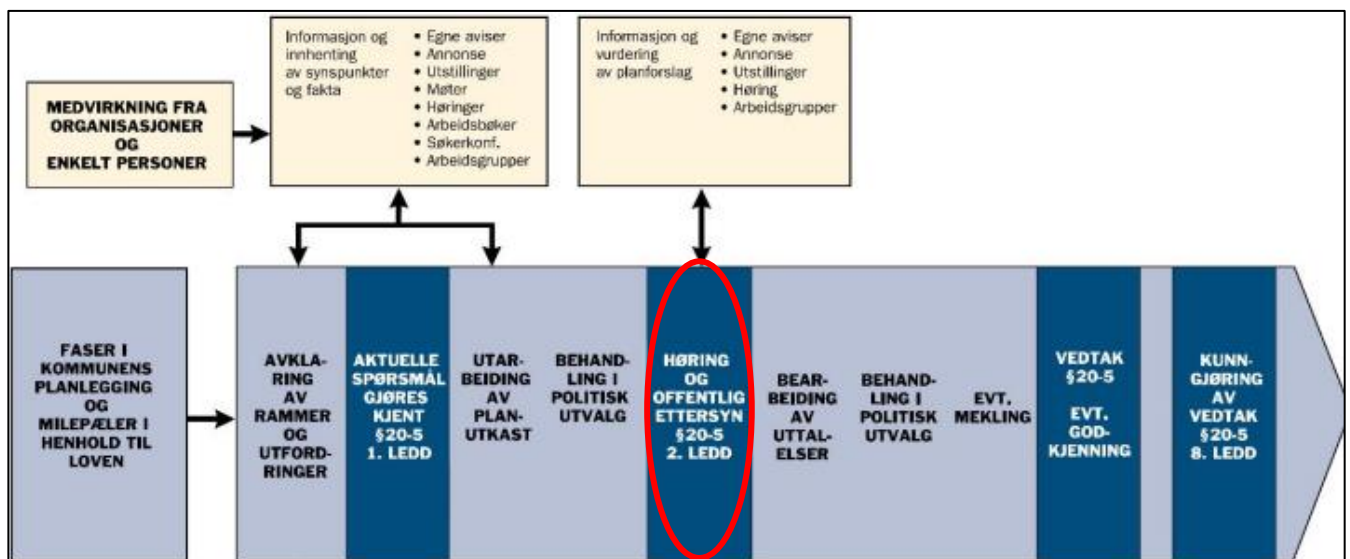 Informasjon og
innhenting
av synspunkter
og fakta
• Egne aviser
• Annonse
• Utstillinger
• Møter
• Høringer
• Arbeidsbøker
• Søkerkonf.
• Arbeidsgrupper
Informasjon og
vurdering
av planforslag
• Egne aviser
• Annonse
• Utstillinger
• Høring
• Arbeidsgrupper
MEDVIRKNING FRA
ORGANISASJONER
OG
ENKELT PERSONER
FASER I
KOMMUNENS
PLANLEGGING
OG
MILEPÆLER I
HENHOLD TIL
LOVEN
AVKLA-
RING
AV
RAMMER
OG
UTFORD-
RINGER
AKTUELLE
SPØRSMÅL
GJØRES
KJENT
§20-5
1. LEDD
UTAR-
BEIDING
AV
PLAN-
UTKAST
BEHAND-
LING I
POLITISK
UTVALG
HØRING
OG
OFFENTLIG
ETTERSYN
§20-5
2. LEDD
BEAR-
BEIDING
AV
UTTAL-
ELSER
BEHAND-
LING I
POLITISK
UTVALG
EVT.
MEKLING
VEDTAK
§20-5
EVT.
GOD-
KJENNING
KUNN-
GJØRING
AV
VEDTAK
§20-5
8. LEDD